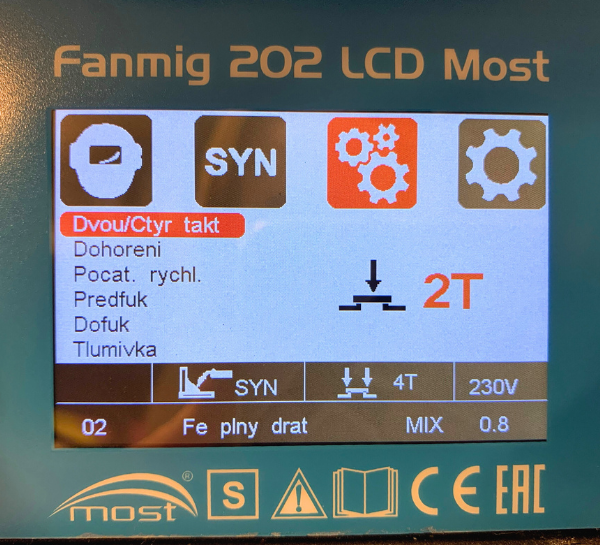 Fanmig 202 LCD Most
SYN
Dvou/Ctyr takt
Dohoreni
Pocat. rychl.
Predfuk
Dofuk
Tlumivka
2T
SYN 4T 230V
02 Fe plny drat MIX 0.8
most® S CE EAC